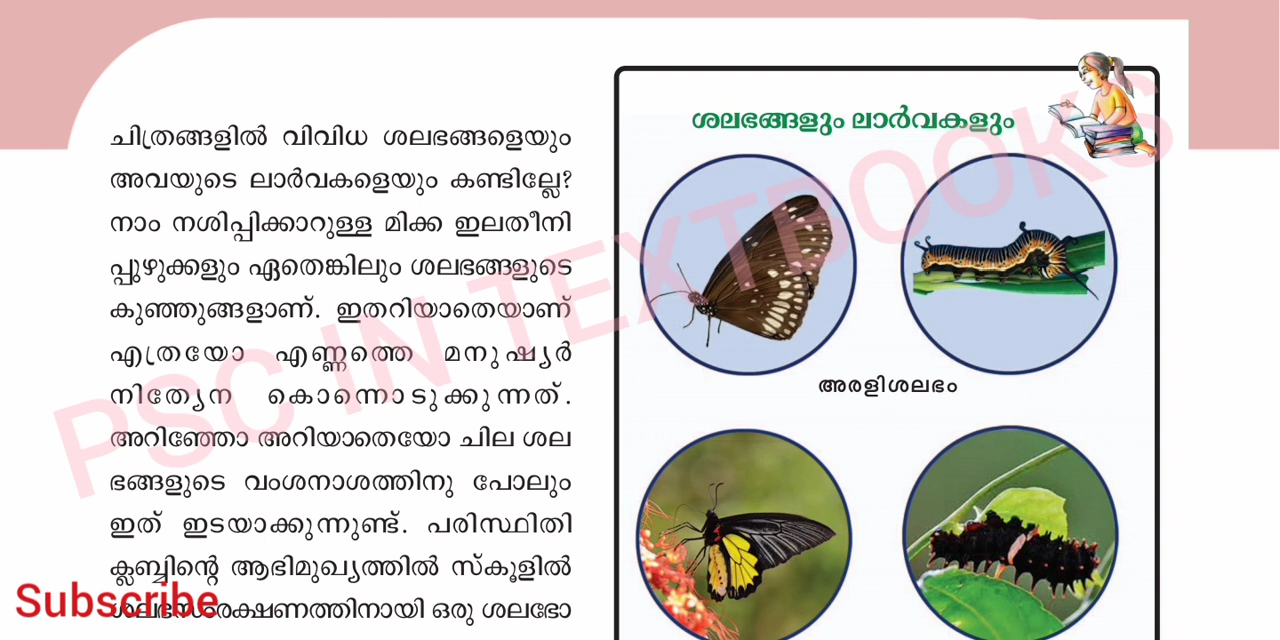 ചിത്രങ്ങളിൽ വിവിധ ശലഭങ്ങളെയും
അവയുടെ ലാർവകളെയും കണ്ടില്ലേ?
നാം നശിപ്പിക്കാറുള്ള മിക്ക ഇലതീനി
പ്പുഴുക്കളും ഏതെങ്കിലും ശലഭങ്ങളുടെ
കുഞ്ഞുങ്ങളാണ്. ഇതറിയാതെയാണ്
എത്രയോ എണ്ണത്തെ മനുഷ്യർ
നിത്യേന കൊന്നൊടുക്കുന്നത്.
അറിഞ്ഞോ അറിയാതെയോ ചില ശല
ഭങ്ങളുടെ വംശനാശത്തിനു പോലും
ഇത് ഇടയാക്കുന്നുണ്ട്. പരിസ്ഥിതി
ക്ലബ്ബിന്റെ ആഭിമുഖ്യത്തിൽ സ്കൂളിൽ
ശലഭസംരക്ഷണത്തിനായി ഒരു ശലഭോ
Subscribe
ശലഭങ്ങളും ലാർവകളും
അരളിശലഭം
PSC IN TEXTBOOKS